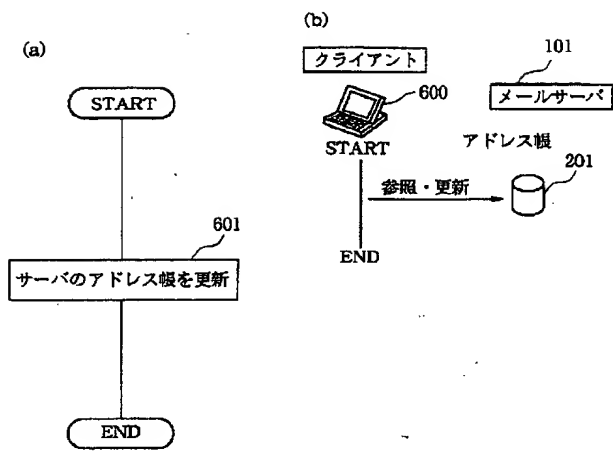 (a)
START
601
サーバのアドレス帳を更新
END
(b)
クライアント
600
START
101
メールサーバ
アドレス帳
201
参照・更新
END